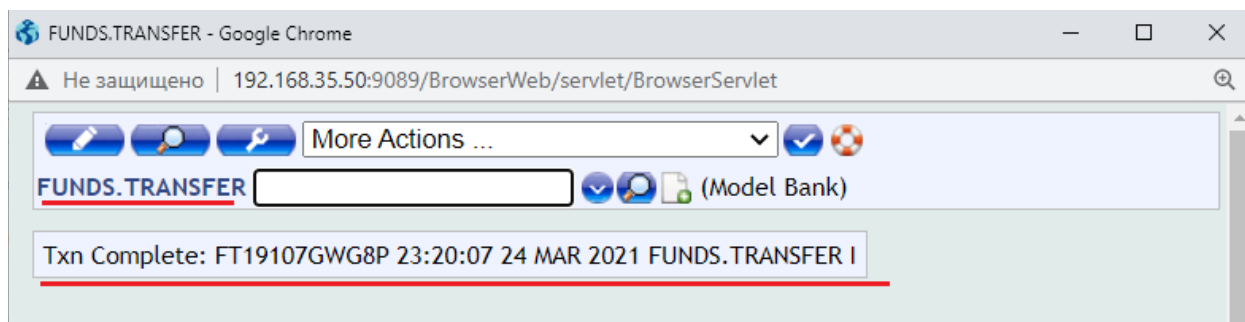 FUNDS.TRANSFER - Google Chrome
Не защищено | 192.168.35.50:9089/BrowserWeb/servlet/BrowserServlet
More Actions ...
FUNDS.TRANSFER (Model Bank)
Txn Complete: FT19107GWG8P 23:20:07 24 MAR 2021 FUNDS.TRANSFER I